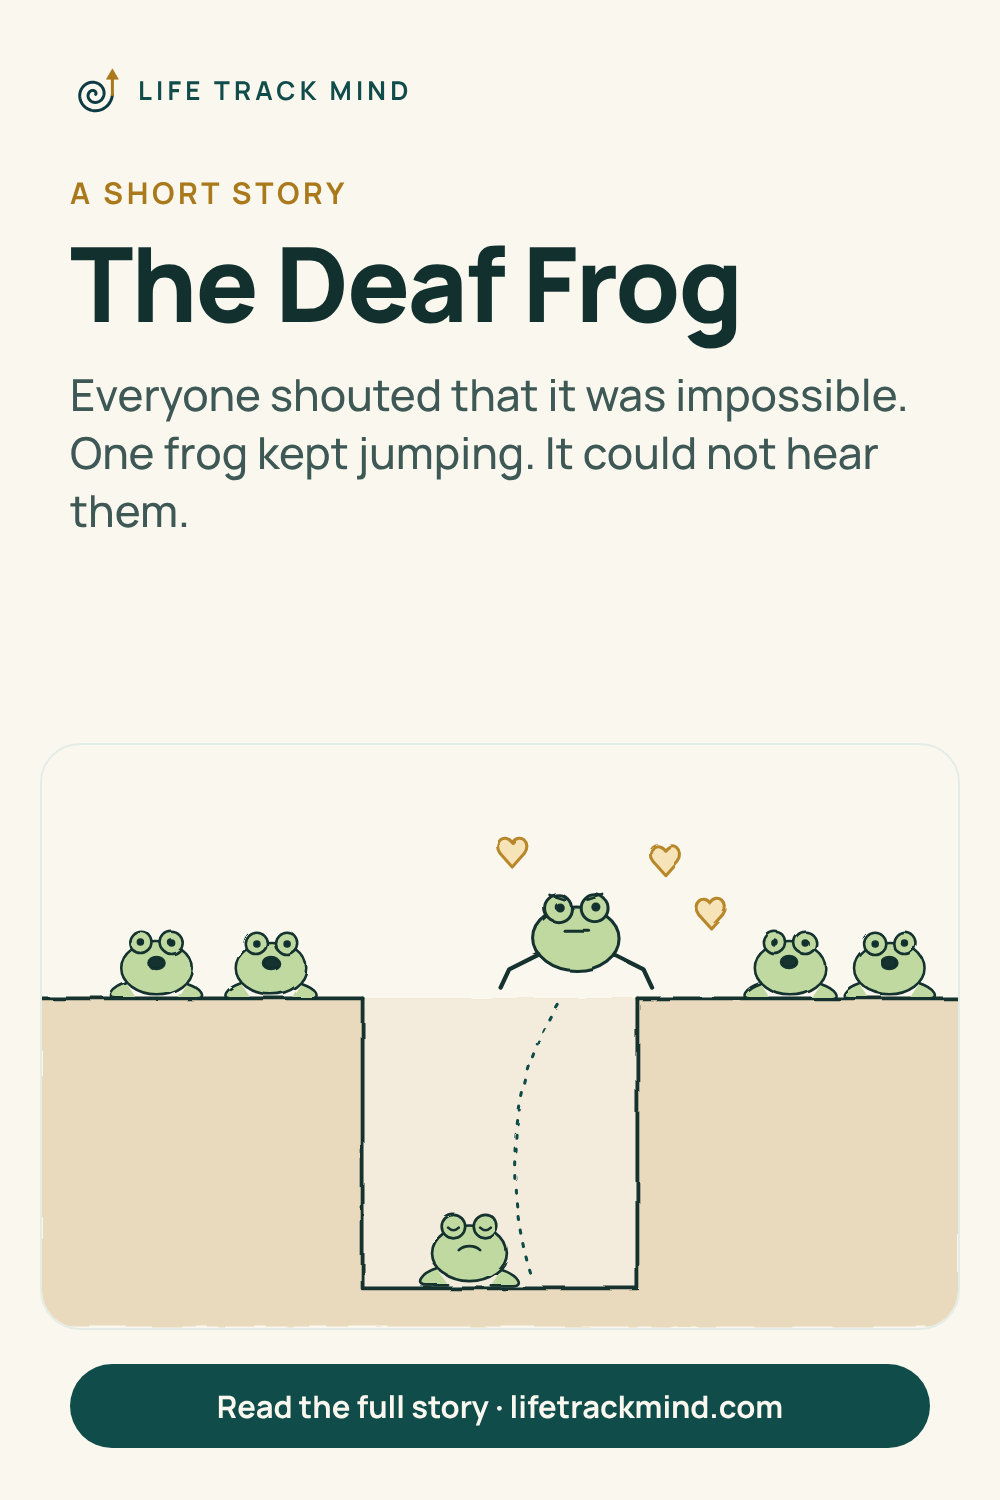 LIFE TRACK MIND
A SHORT STORY
The Deaf Frog
Everyone shouted that it was impossible.
One frog kept jumping. It could not hear
them.
Read the full story · lifetrackmind.com